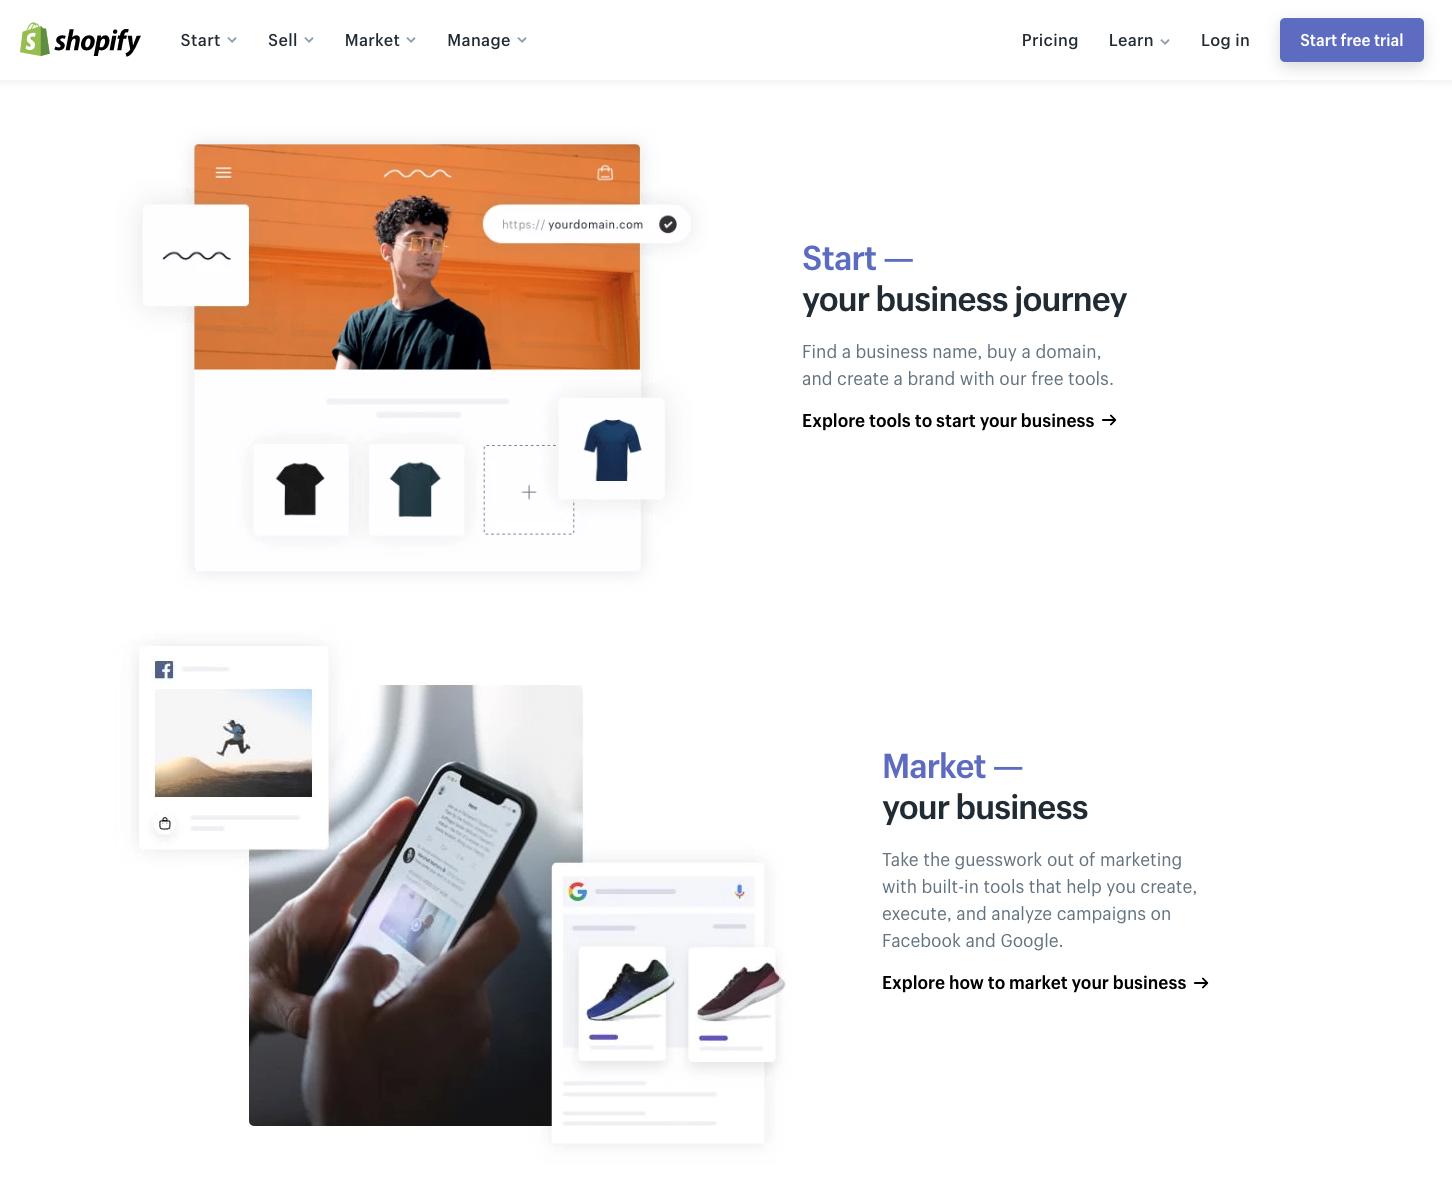 shopify
Start
Sell
Market
Manage
Pricing
Learn
Log in
Start free trial
https:// yourdomain.com
Start —
your business journey
Find a business name, buy a domain,
and create a brand with our free tools.
Explore tools to start your business →
Market —
your business
Take the guesswork out of marketing
with built-in tools that help you create,
execute, and analyze campaigns on
Facebook and Google.
Explore how to market your business →